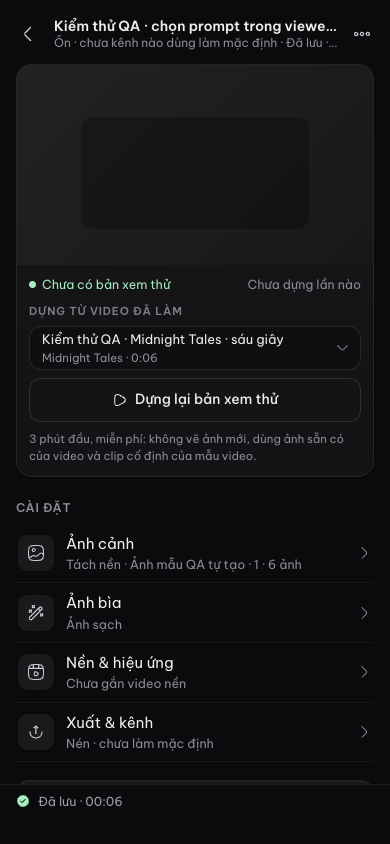 Kiểm thử QA · chọn prompt trong viewe...
Ổn · chưa kênh nào dùng làm mặc định · Đã lưu ·...
Chưa có bản xem thử
Chưa dựng lần nào
DỰNG TỪ VIDEO ĐÃ LÀM
Kiểm thử QA · Midnight Tales · sáu giây
Midnight Tales · 0:06
Dựng lại bản xem thử
3 phút đầu, miễn phí: không vẽ ảnh mới, dùng ảnh sẵn có
của video và clip cố định của mẫu video.
CÀI ĐẶT
Ảnh cảnh
Tách nền · Ảnh mẫu QA tự tạo · 1 · 6 ảnh
Ảnh bìa
Ảnh sạch
Nền & hiệu ứng
Chưa gắn video nền
Xuất & kênh
Nén · chưa làm mặc định
Đã lưu · 00:06